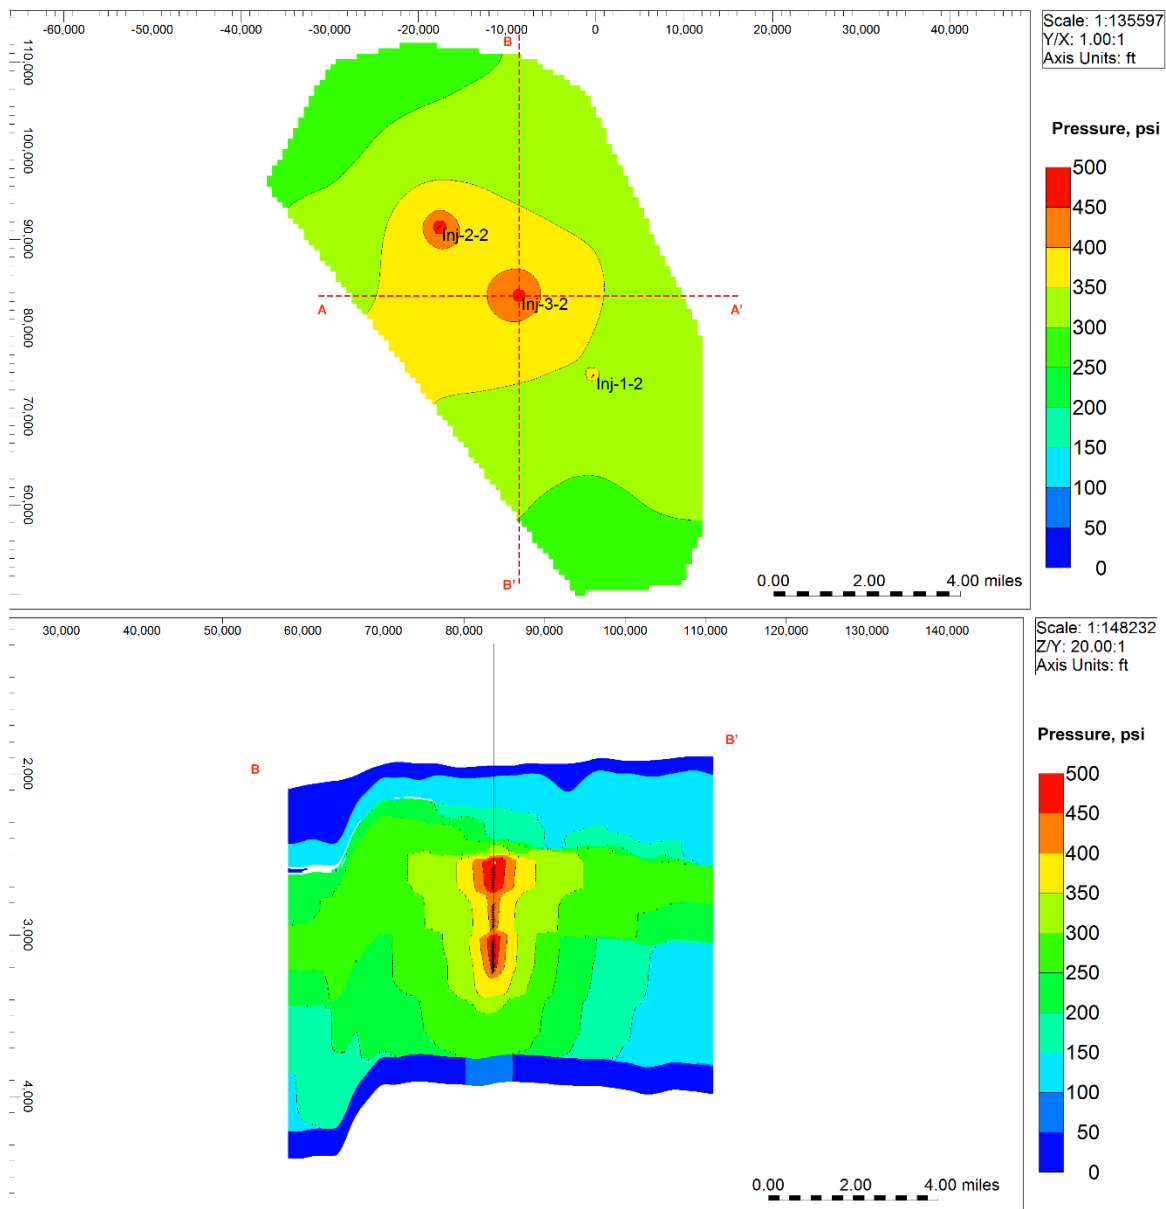 -60,000 -50,000 -40,000 -30,000 -20,000 -10,000 0 10,000 20,000 30,000 40,000
Scale: 1:135597
Y/X: 1.00:1
Axis Units: ft
B
110,000
100,000
90,000
80,000
70,000
60,000
Inj-2-2
Inj-3-2
A
A'
Inj-1-2
B'
0.00 2.00 4.00 miles
Pressure, psi
500
450
400
350
300
250
200
150
100
50
0
30,000 40,000 50,000 60,000 70,000 80,000 90,000 100,000 110,000 120,000 130,000 140,000
Scale: 1:148232
Z/Y: 20.00:1
Axis Units: ft
B
B'
2,000
3,000
4,000
0.00 2.00 4.00 miles
Pressure, psi
500
450
400
350
300
250
200
150
100
50
0